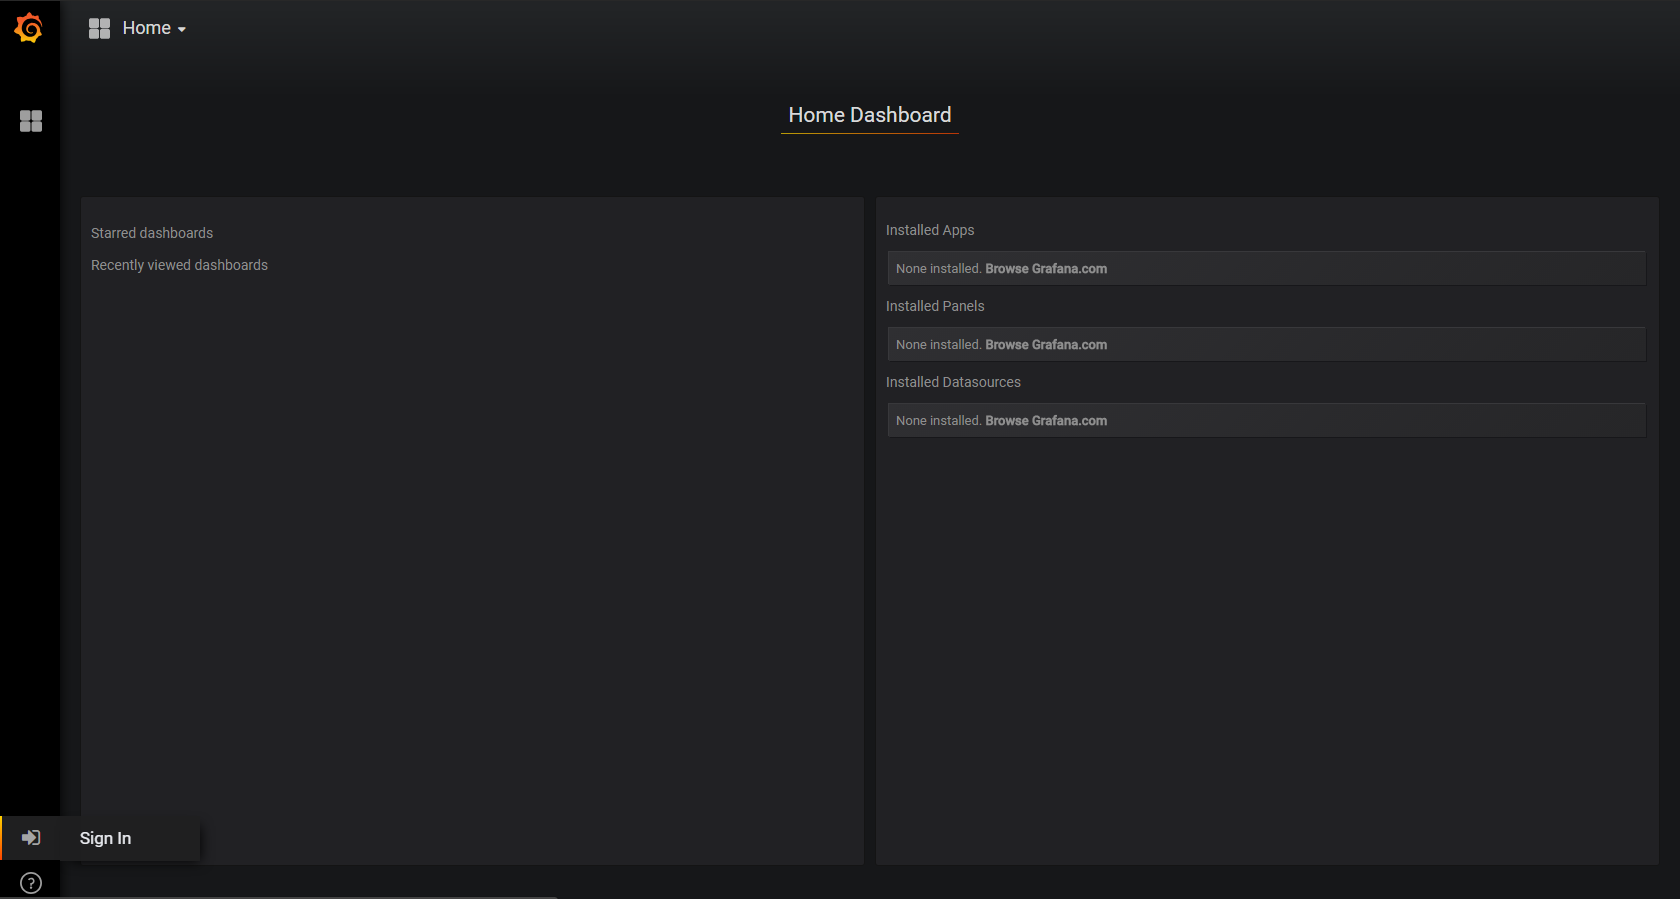 Home
Home Dashboard
Starred dashboards
Recently viewed dashboards
Installed Apps
None installed. Browse Grafana.com
Installed Panels
None installed. Browse Grafana.com
Installed Datasources
None installed. Browse Grafana.com
Sign In
?